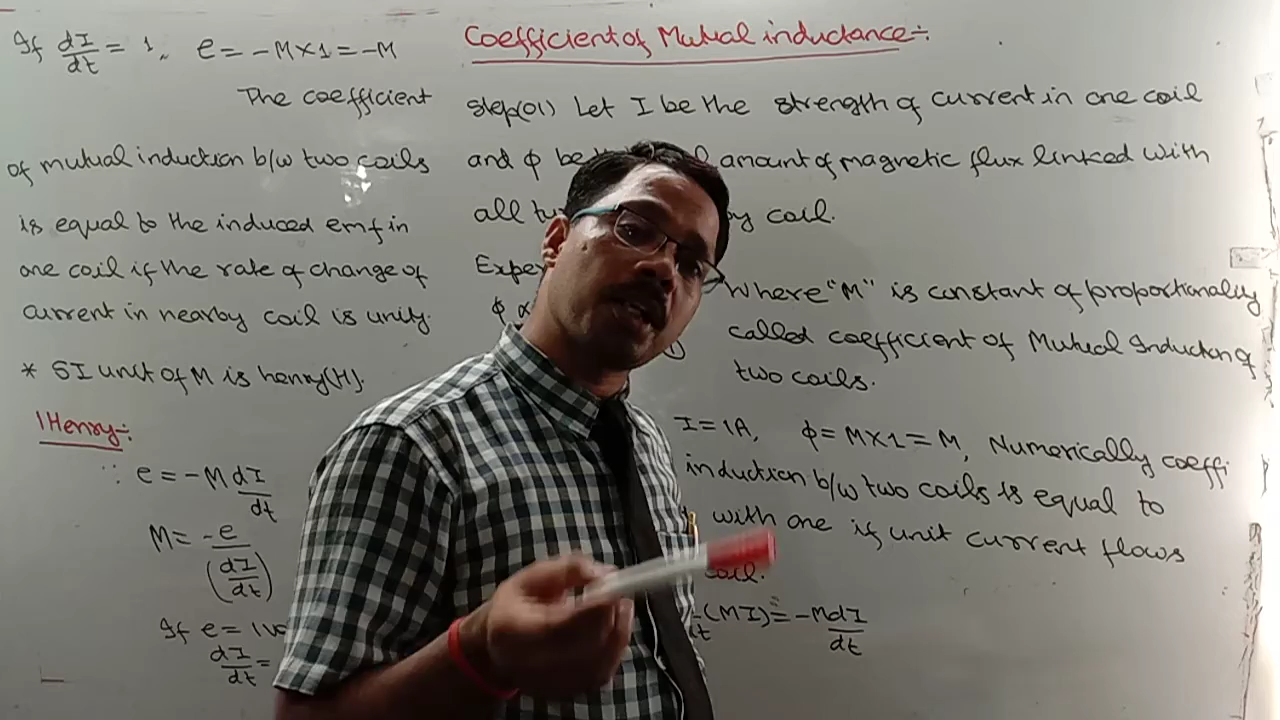 If dI/dt = 1, e = -M×1 = -M
The coefficient
of mutual induction b/w two coils
is equal to the induced emf in
one coil if the rate of change of
current in nearby coil is unity.
* SI unit of M is henry(H).
1Henry÷
∵ e = -M dI/dt
M = -e/(dI/dt)
If e = 1
dI/dt =
Coefficient of Mutual inductance÷
step(01) Let I be the strength of current in one coil
and φ be amount of magnetic flux linked with
all by coil.
φ α
Where "M" is constant of proportionality
called coefficient of Mutual Induction of
two coils.
I = 1A, φ = M×1 = M, Numerically coeffi
induction b/w two coils is equal to
with one if unit current flows
coil.
(MI) = -M dI/dt